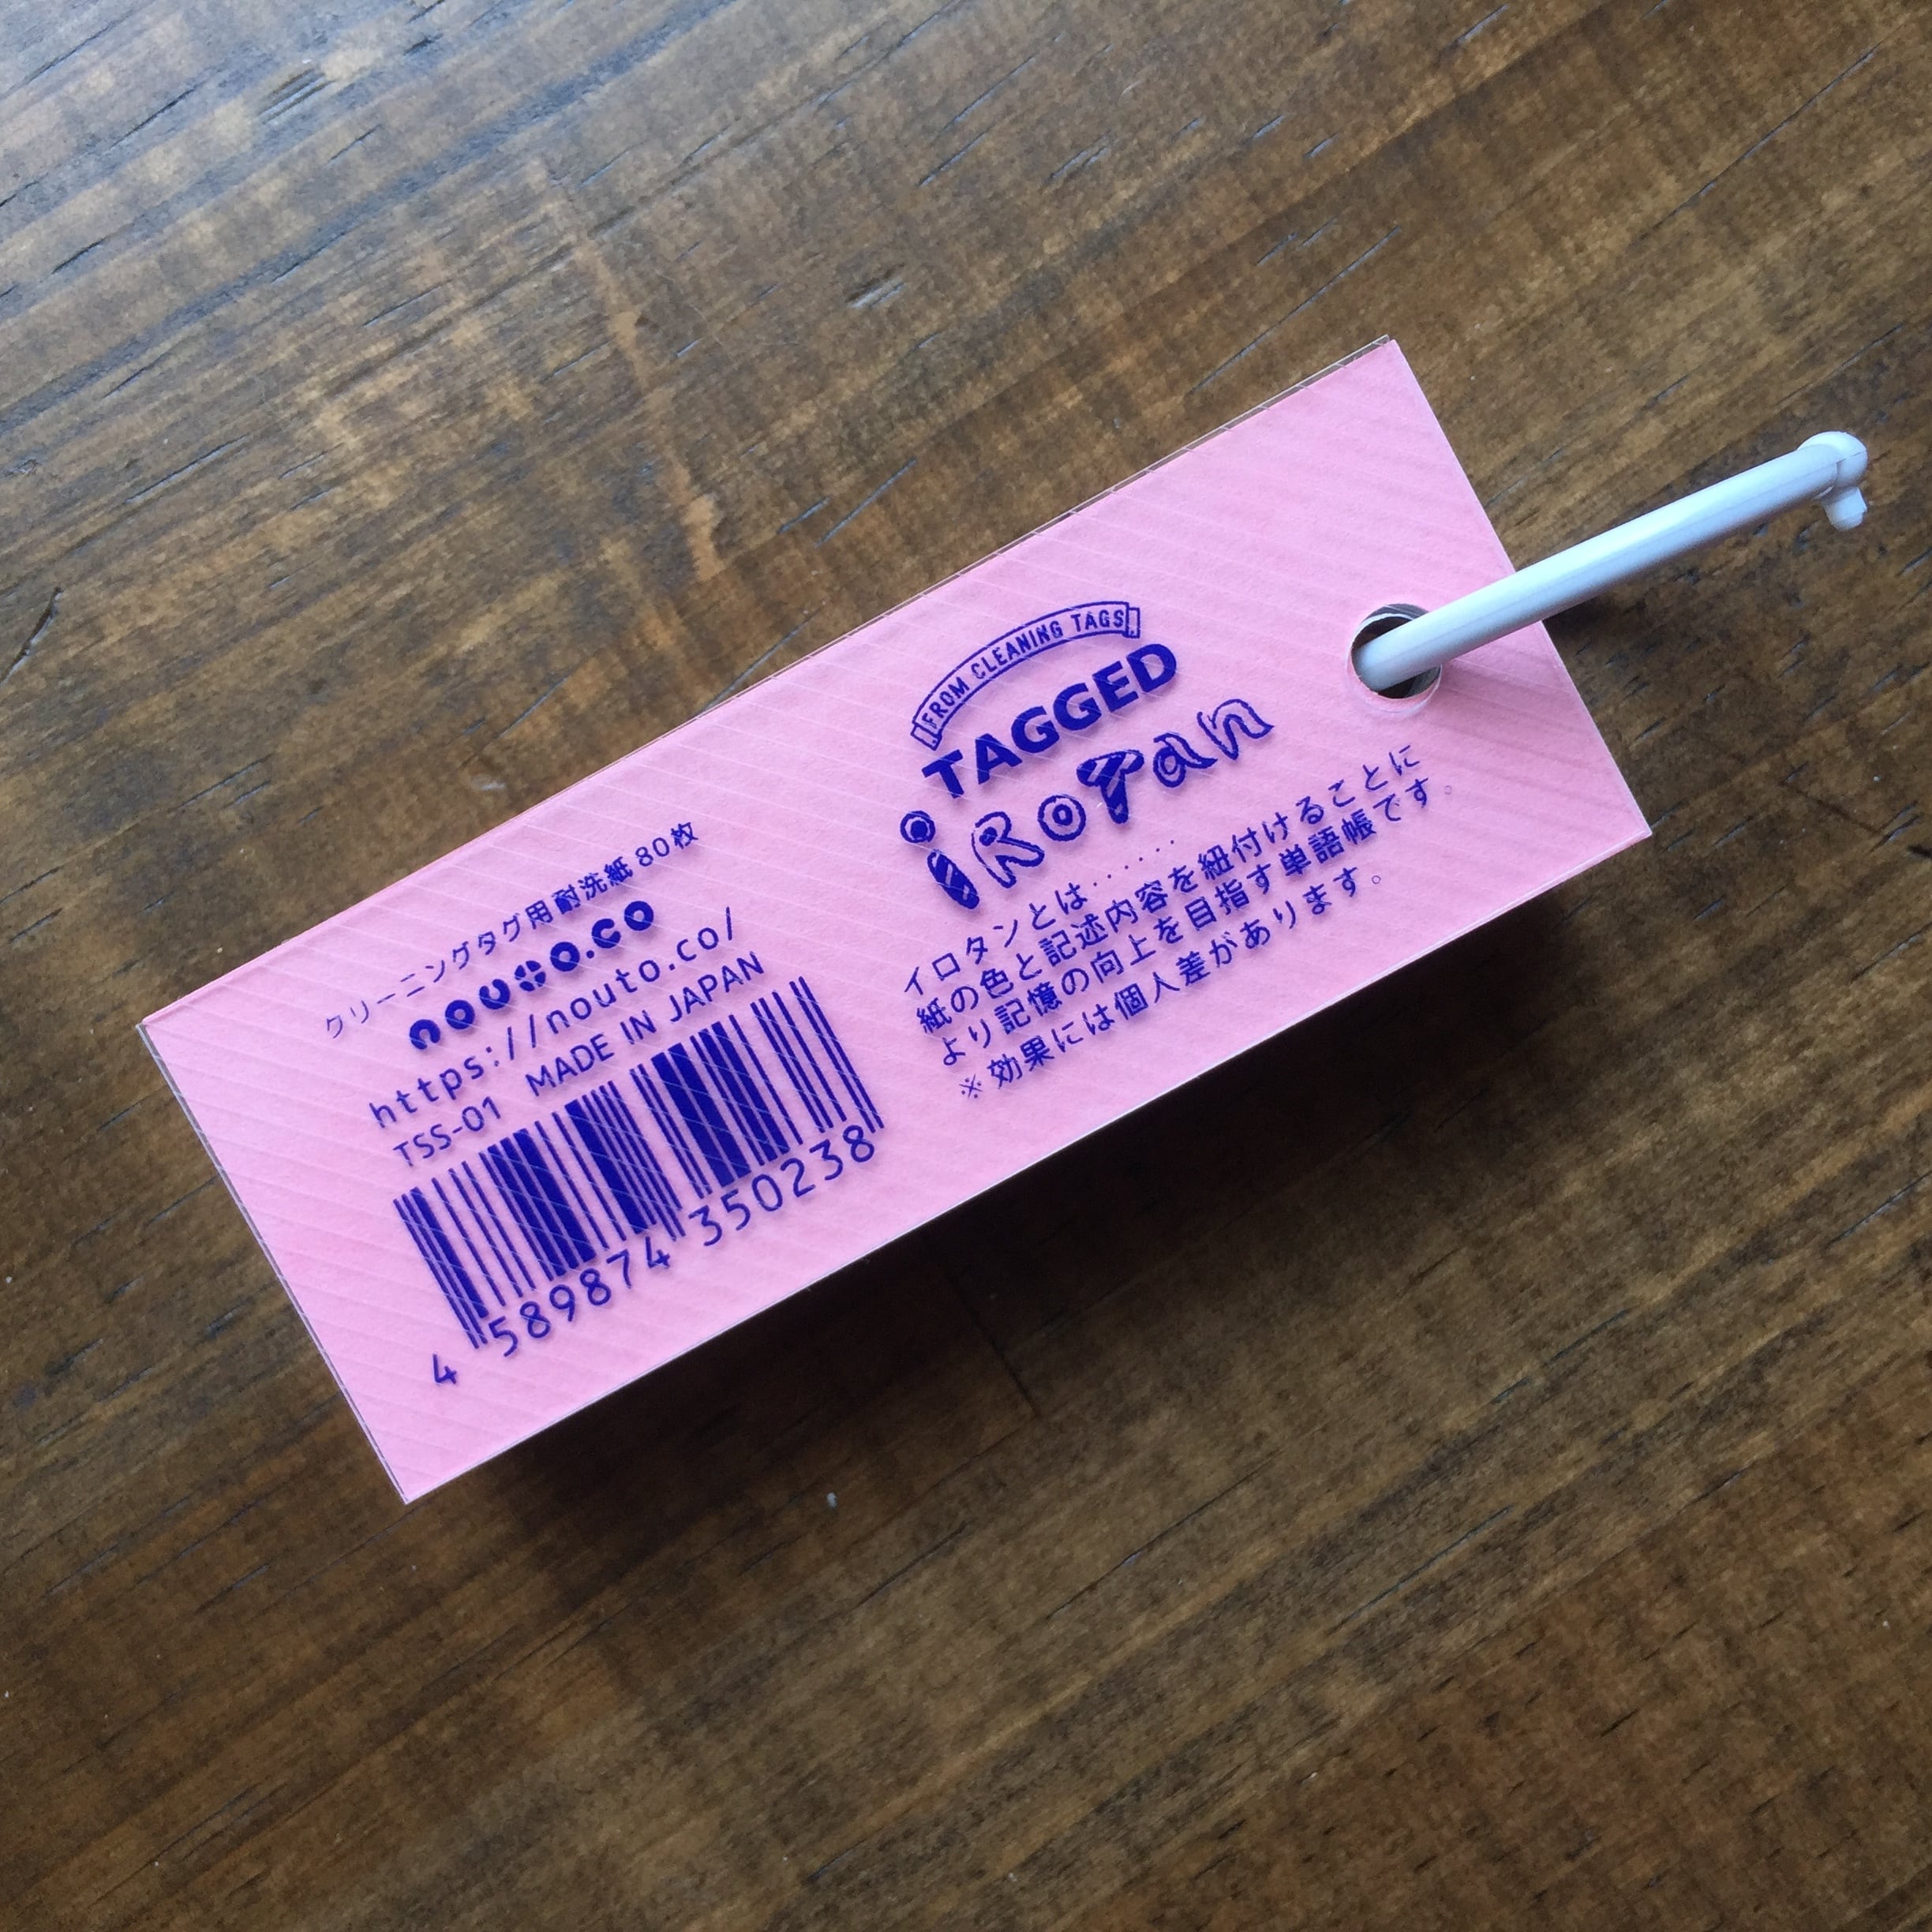 FROM CLEANING TAGS
TAGGED
iRoTan
イロタンとは......
紙の色と記述内容を紐付けることに
より記憶の向上を目指す単語帳です。
※効果には個人差があります。
クリーニングタグ用耐洗紙80枚
nouto.co
https://nouto.co/
TSS-01 MADE IN JAPAN
4 589874 350238